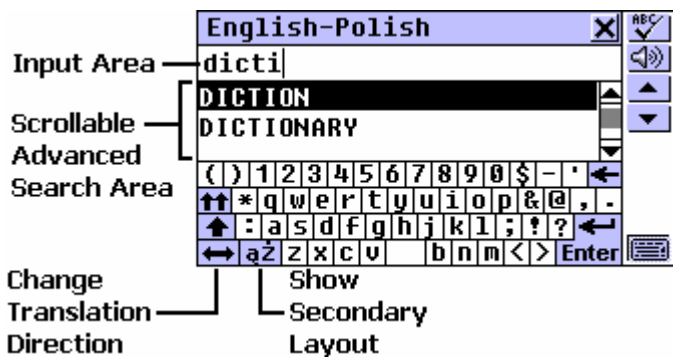 English-Polish
ABC
Input Area
dicti
DICTION
Scrollable
DICTIONARY
Advanced
Search Area
( ) 1 2 3 4 5 6 7 8 9 0 $ - '
* q w e r t y u i o p & @ , .
: a s d f g h j k l ; ! ?
ąż z x c v b n m < > Enter
Change
Translation
Direction
Show
Secondary
Layout